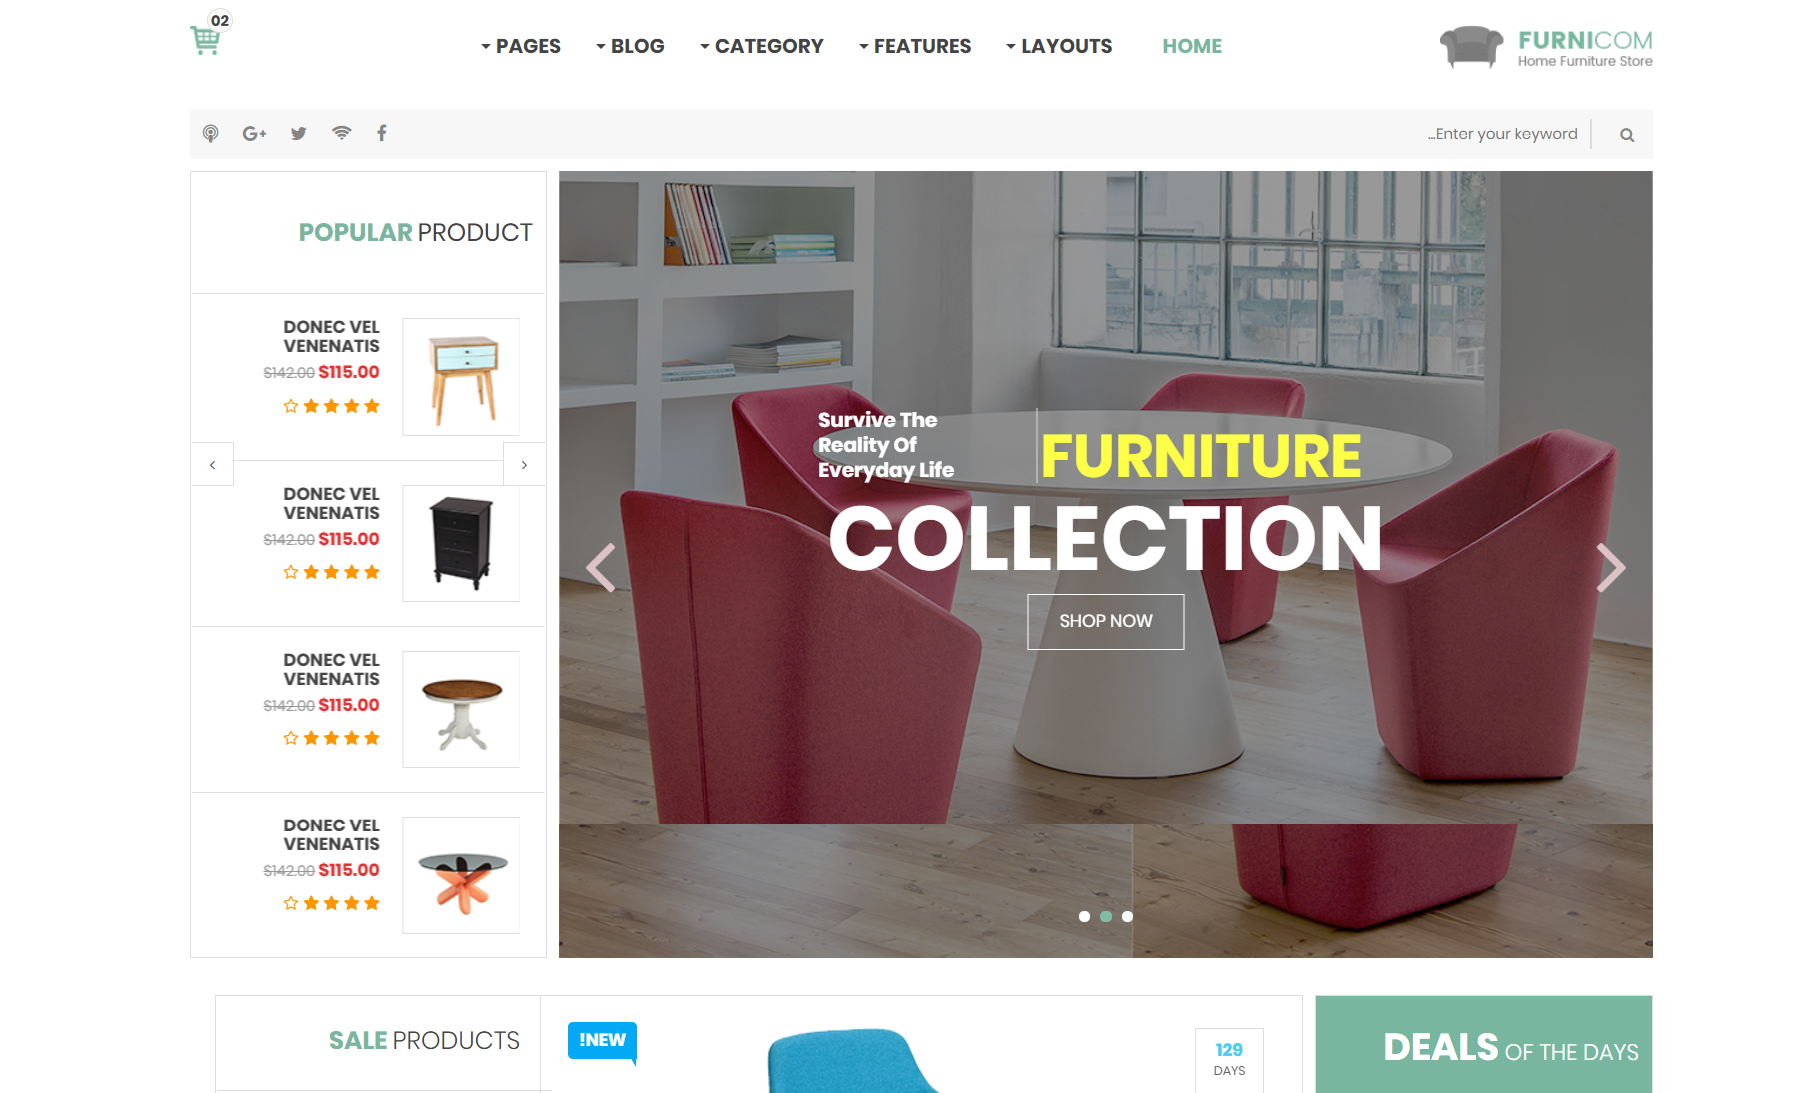 02
PAGES
BLOG
CATEGORY
FEATURES
LAYOUTS
HOME
FURNICOM
Home Furniture Store
...Enter your keyword
POPULAR PRODUCT
DONEC VEL
VENENATIS
$142.00 $115.00
DONEC VEL
VENENATIS
$142.00 $115.00
DONEC VEL
VENENATIS
$142.00 $115.00
DONEC VEL
VENENATIS
$142.00 $115.00
Survive The
Reality Of
Everyday Life
FURNITURE
COLLECTION
SHOP NOW
SALE PRODUCTS
!NEW
129
DAYS
DEALS OF THE DAYS